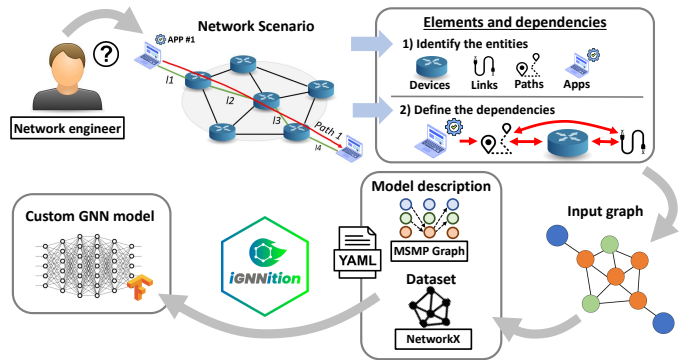 Network Scenario
APP #1
?
l1
l2
l3
l4
Path 1
Network engineer
Elements and dependencies
1) Identify the entities
Devices
Links
Paths
Apps
2) Define the dependencies
Input graph
Model description
MSMP Graph
YAML
Dataset
NetworkX
iGNNition
Custom GNN model